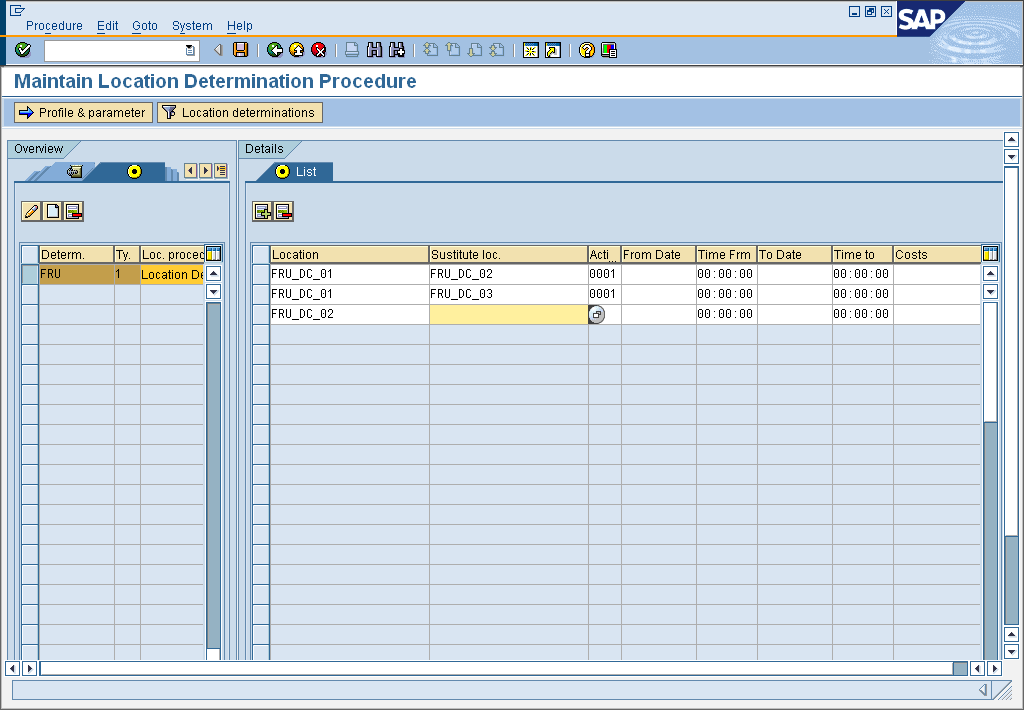 Procedure Edit Goto System Help
SAP
Maintain Location Determination Procedure
Profile & parameter Location determinations
Overview
Determ. Ty. Loc. proced
FRU 1 Location De
Details
List
Location Sustitute loc. Acti... From Date Time Frm To Date Time to Costs
FRU_DC_01 FRU_DC_02 0001 00:00:00 00:00:00
FRU_DC_01 FRU_DC_03 0001 00:00:00 00:00:00
FRU_DC_02 00:00:00 00:00:00